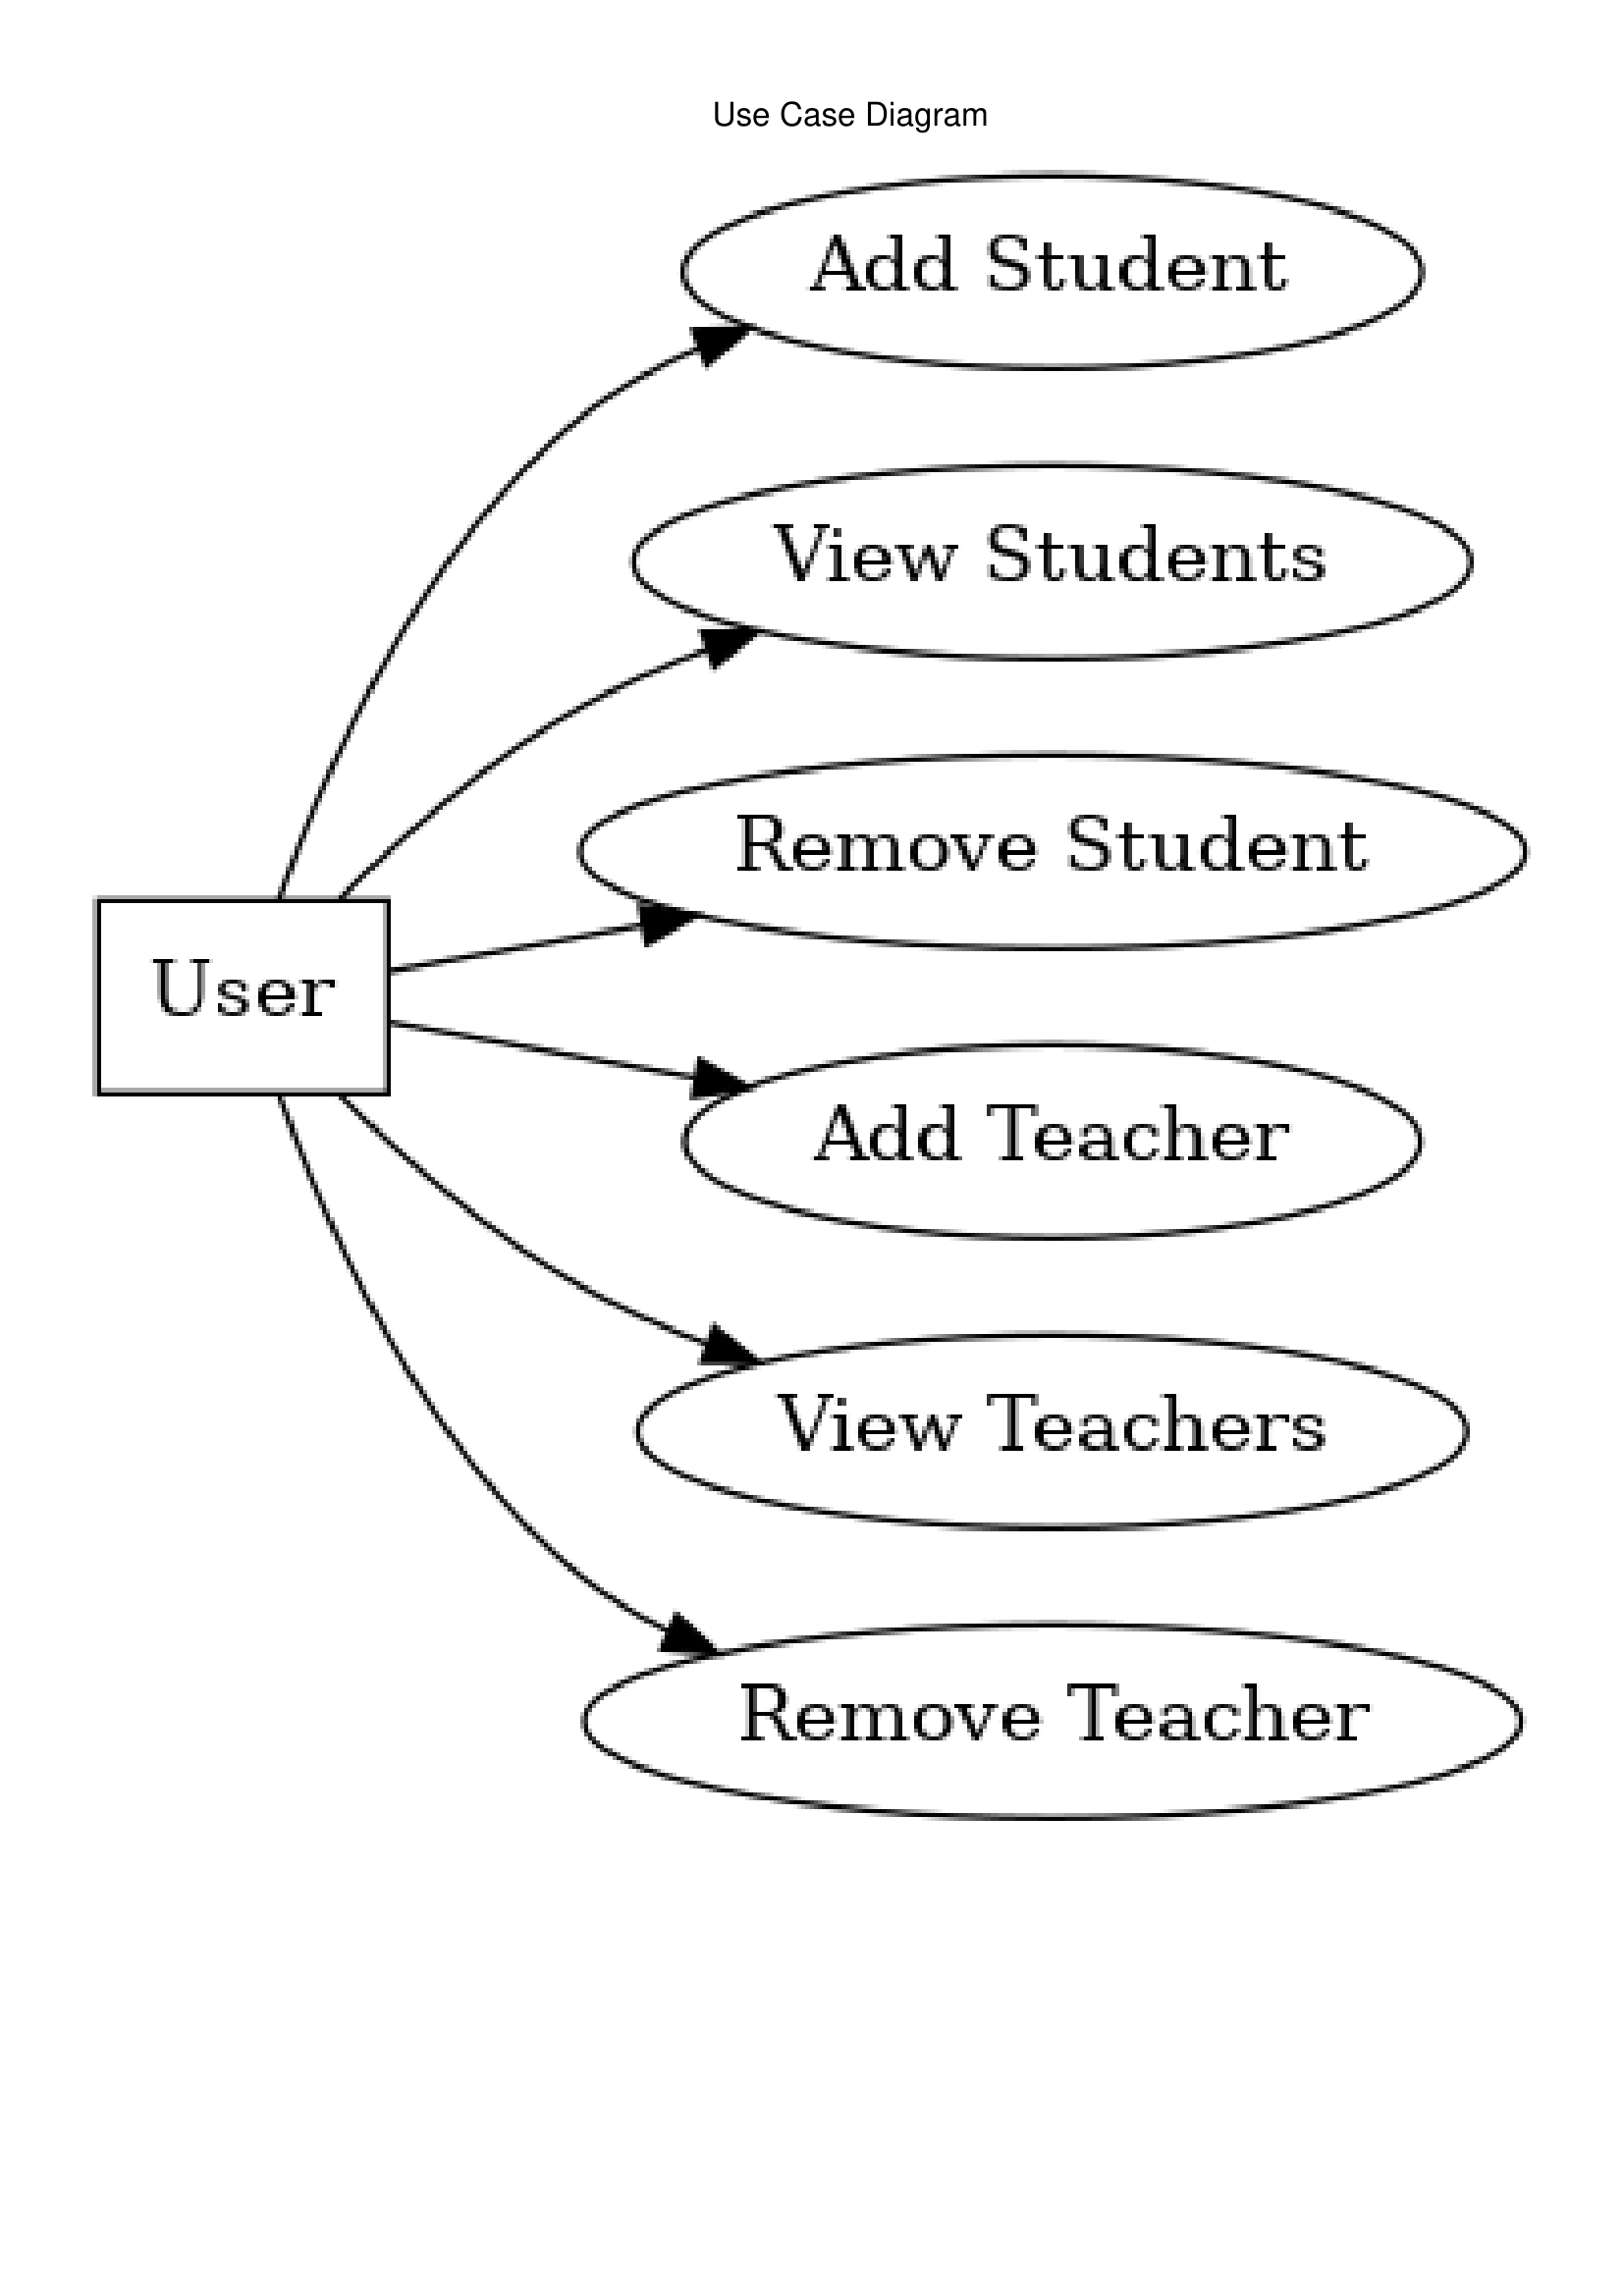 Use Case Diagram
Add Student
View Students
Remove Student
User
Add Teacher
View Teachers
Remove Teacher